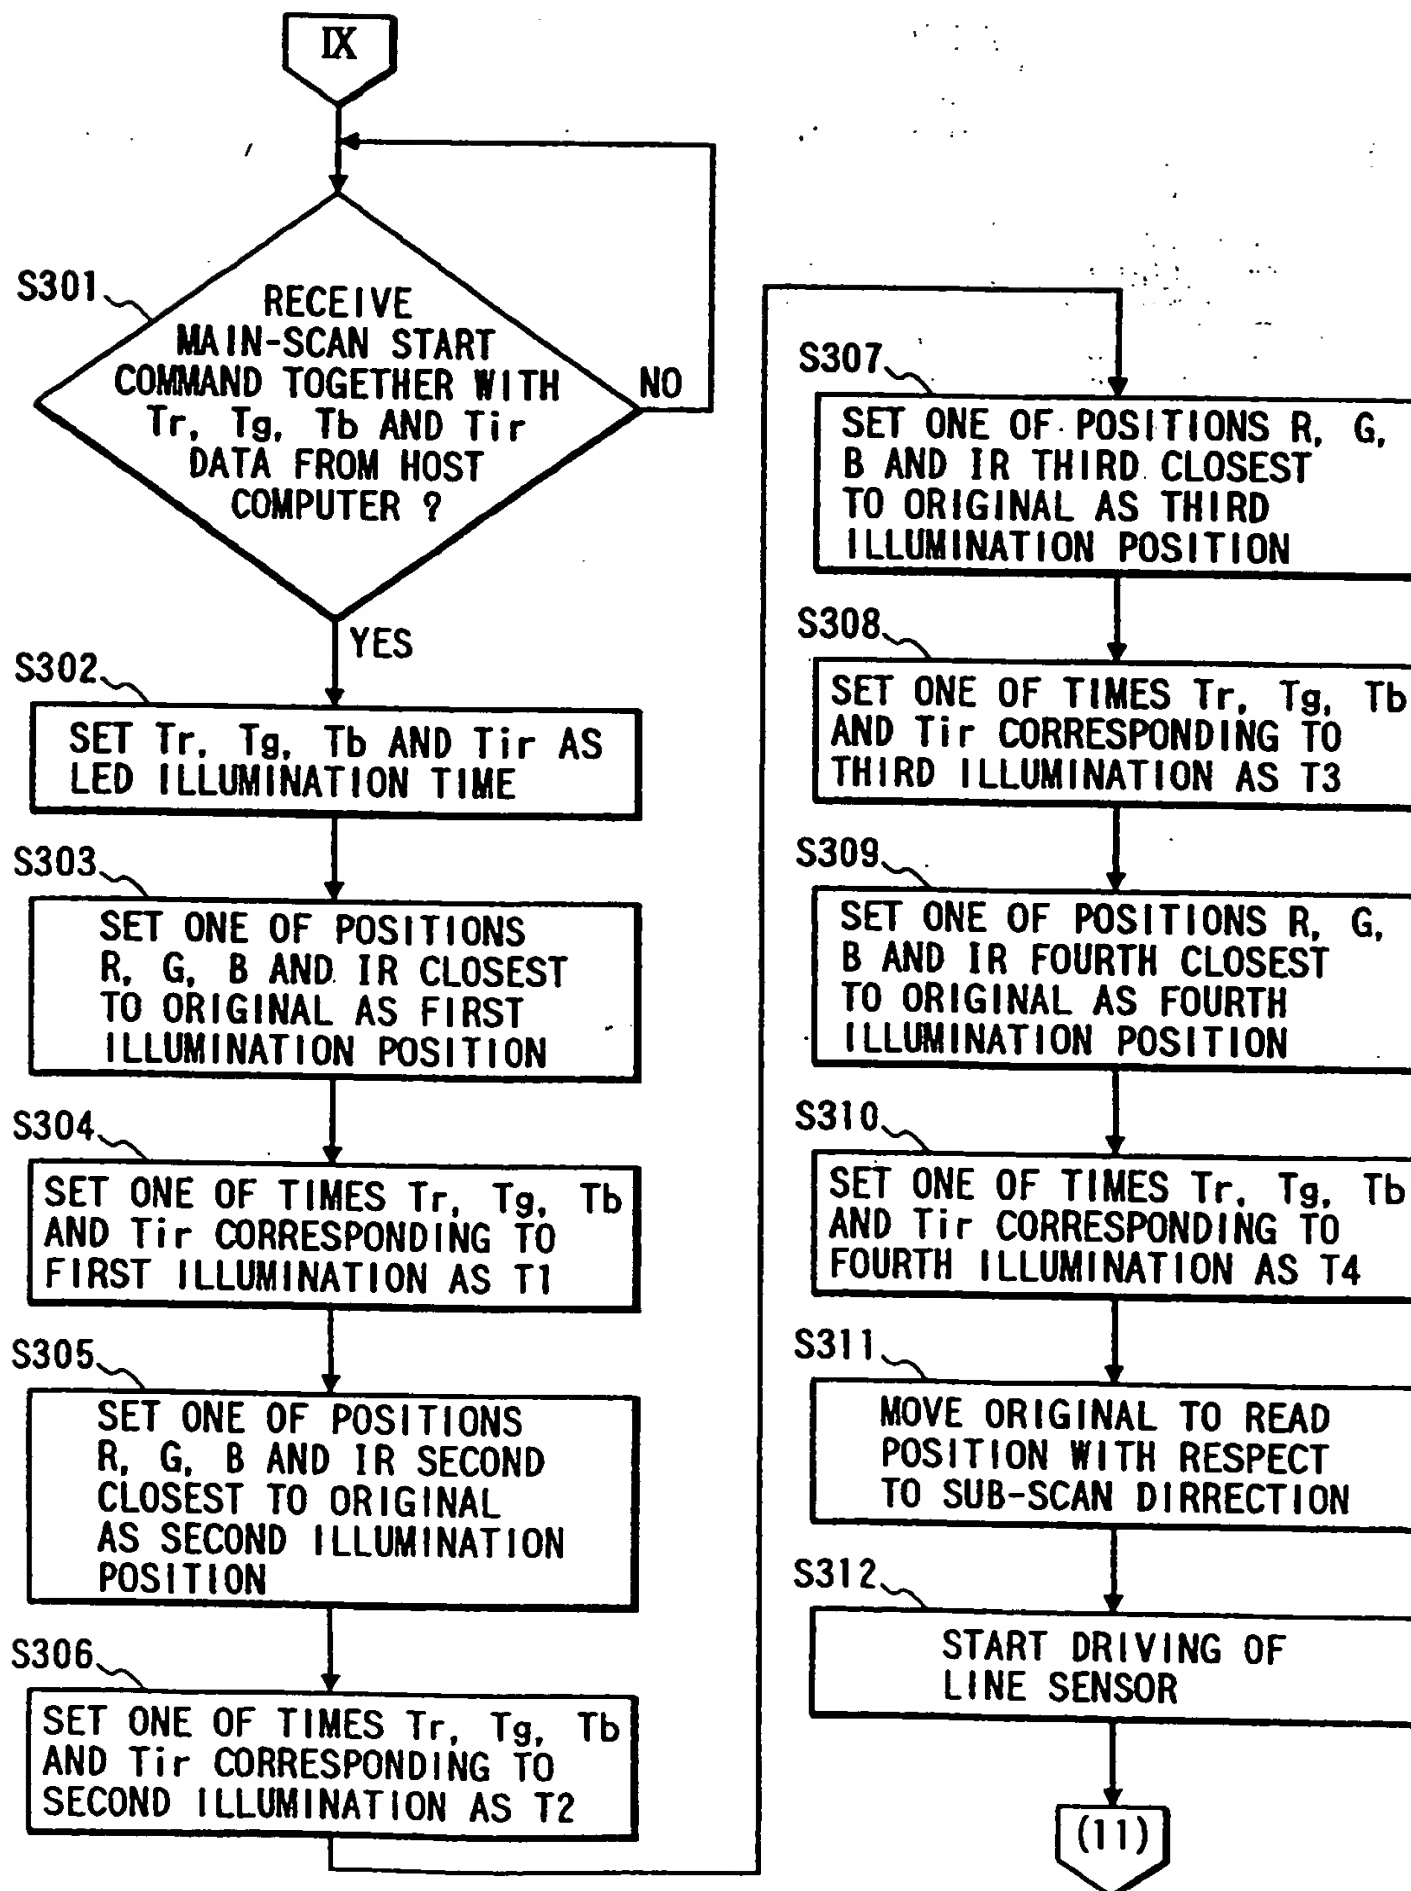 IX
S301
RECEIVE
MAIN-SCAN START
COMMAND TOGETHER WITH
Tr, Tg, Tb AND Tir
DATA FROM HOST
COMPUTER ?
NO
YES
S302
SET Tr, Tg, Tb AND Tir AS
LED ILLUMINATION TIME
S303
SET ONE OF POSITIONS
R, G, B AND IR CLOSEST
TO ORIGINAL AS FIRST
ILLUMINATION POSITION
S304
SET ONE OF TIMES Tr, Tg, Tb
AND Tir CORRESPONDING TO
FIRST ILLUMINATION AS T1
S305
SET ONE OF POSITIONS
R, G, B AND IR SECOND
CLOSEST TO ORIGINAL
AS SECOND ILLUMINATION
POSITION
S306
SET ONE OF TIMES Tr, Tg, Tb
AND Tir CORRESPONDING TO
SECOND ILLUMINATION AS T2
S307
SET ONE OF POSITIONS R, G,
B AND IR THIRD CLOSEST
TO ORIGINAL AS THIRD
ILLUMINATION POSITION
S308
SET ONE OF TIMES Tr, Tg, Tb
AND Tir CORRESPONDING TO
THIRD ILLUMINATION AS T3
S309
SET ONE OF POSITIONS R, G,
B AND IR FOURTH CLOSEST
TO ORIGINAL AS FOURTH
ILLUMINATION POSITION
S310
SET ONE OF TIMES Tr, Tg, Tb
AND Tir CORRESPONDING TO
FOURTH ILLUMINATION AS T4
S311
MOVE ORIGINAL TO READ
POSITION WITH RESPECT
TO SUB-SCAN DIRRECTION
S312
START DRIVING OF
LINE SENSOR
(11)